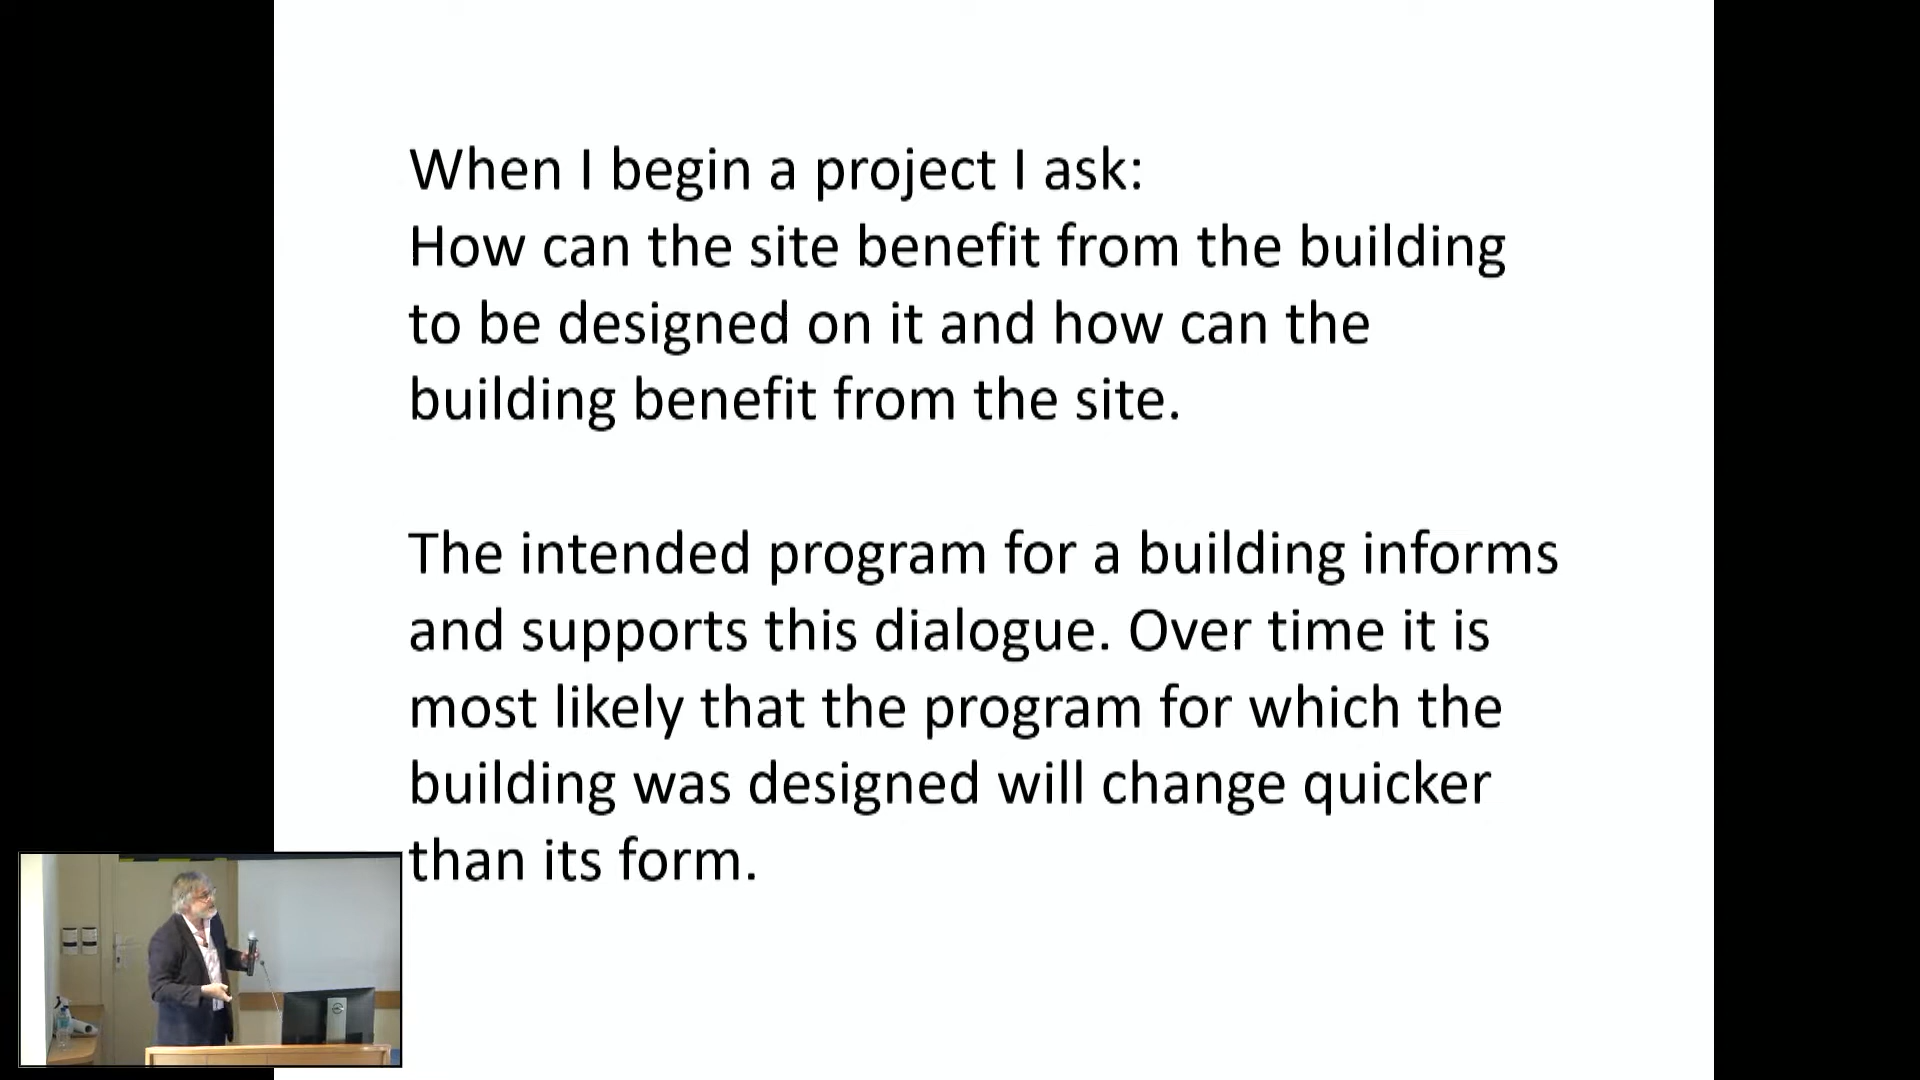 When I begin a project I ask:
How can the site benefit from the building
to be designed on it and how can the
building benefit from the site.
The intended program for a building informs
and supports this dialogue. Over time it is
most likely that the program for which the
building was designed will change quicker
than its form.